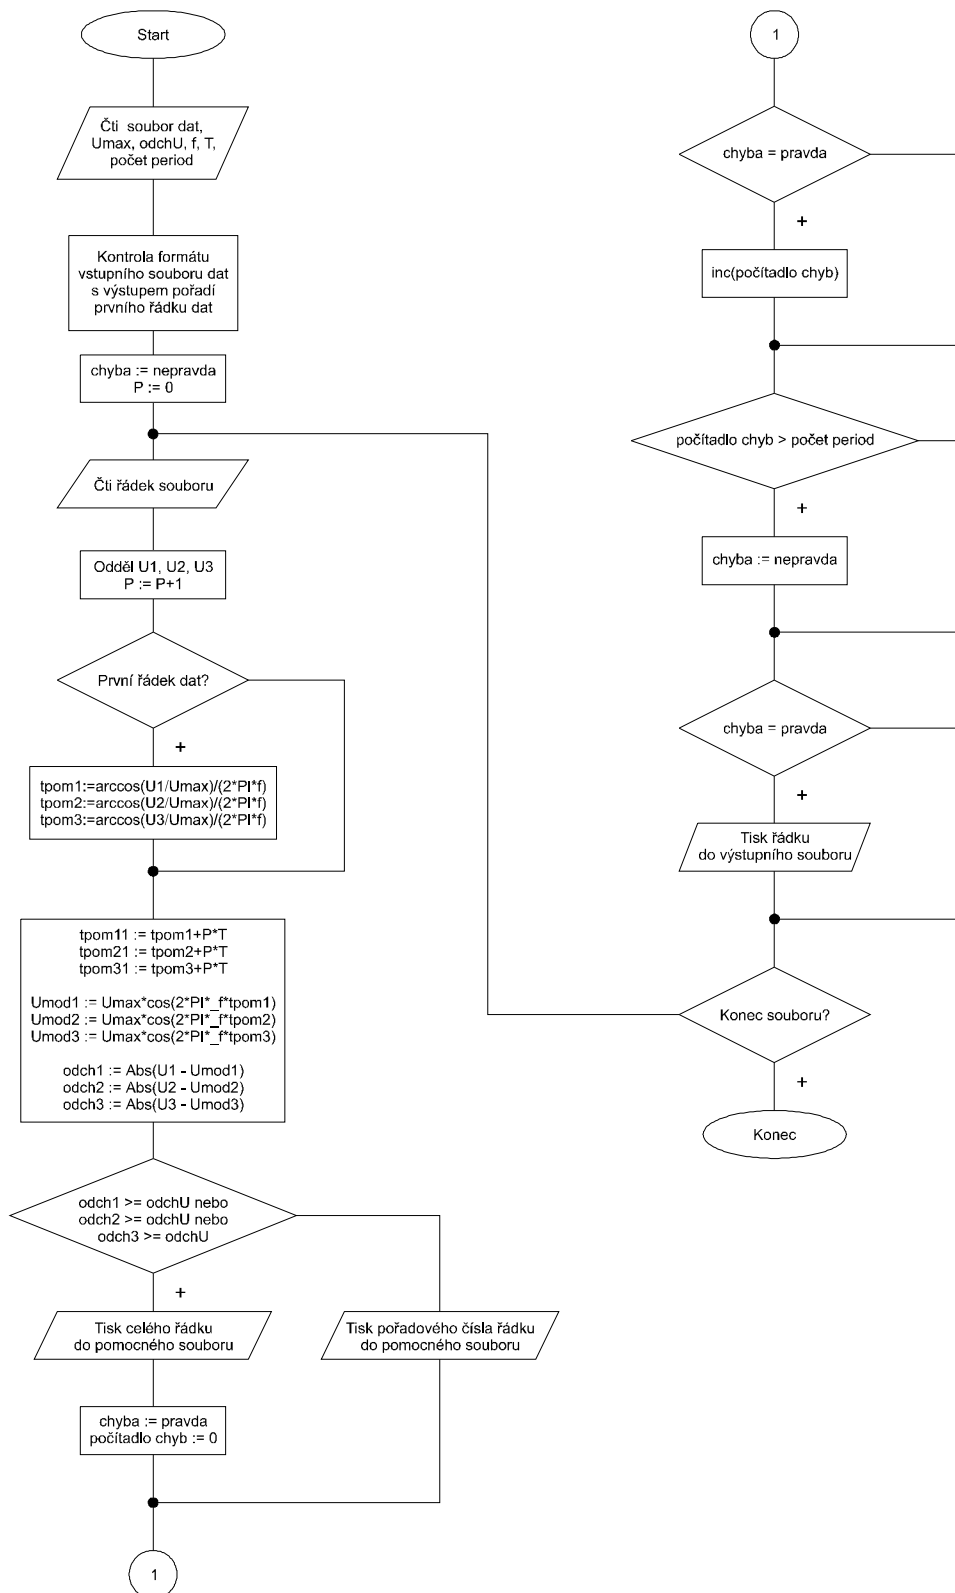 Start
Čti soubor dat,
Umax, odchU, f, T,
počet period
Kontrola formátu
vstupního souboru dat
s výstupem pořadí
prvního řádku dat
chyba := nepravda
P := 0
Čti řádek souboru
Odděl U1, U2, U3
P := P+1
První řádek dat?
+
tpom1:=arccos(U1/Umax)/(2*PI*f)
tpom2:=arccos(U2/Umax)/(2*PI*f)
tpom3:=arccos(U3/Umax)/(2*PI*f)
tpom11 := tpom1+P*T
tpom21 := tpom2+P*T
tpom31 := tpom3+P*T
Umod1 := Umax*cos(2*PI*_f*tpom1)
Umod2 := Umax*cos(2*PI*_f*tpom2)
Umod3 := Umax*cos(2*PI*_f*tpom3)
odch1 := Abs(U1 - Umod1)
odch2 := Abs(U2 - Umod2)
odch3 := Abs(U3 - Umod3)
odch1 >= odchU nebo
odch2 >= odchU nebo
odch3 >= odchU
+
Tisk celého řádku
do pomocného souboru
Tisk pořadového čísla řádku
do pomocného souboru
chyba := pravda
počítadlo chyb := 0
1
1
chyba = pravda
+
inc(počítadlo chyb)
počítadlo chyb > počet period
+
chyba := nepravda
chyba = pravda
+
Tisk řádku
do výstupního souboru
Konec souboru?
+
Konec